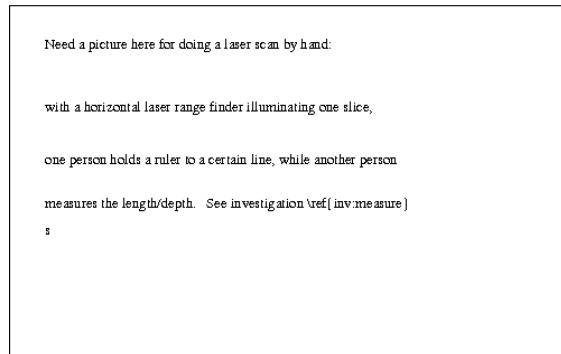 Need a picture here for doing a laser scan by hand:
with a horizontal laser range finder illuminating one slice,
one person holds a ruler to a certain line, while another person
measures the length/depth. See investigation \ref{inv:measure}
s